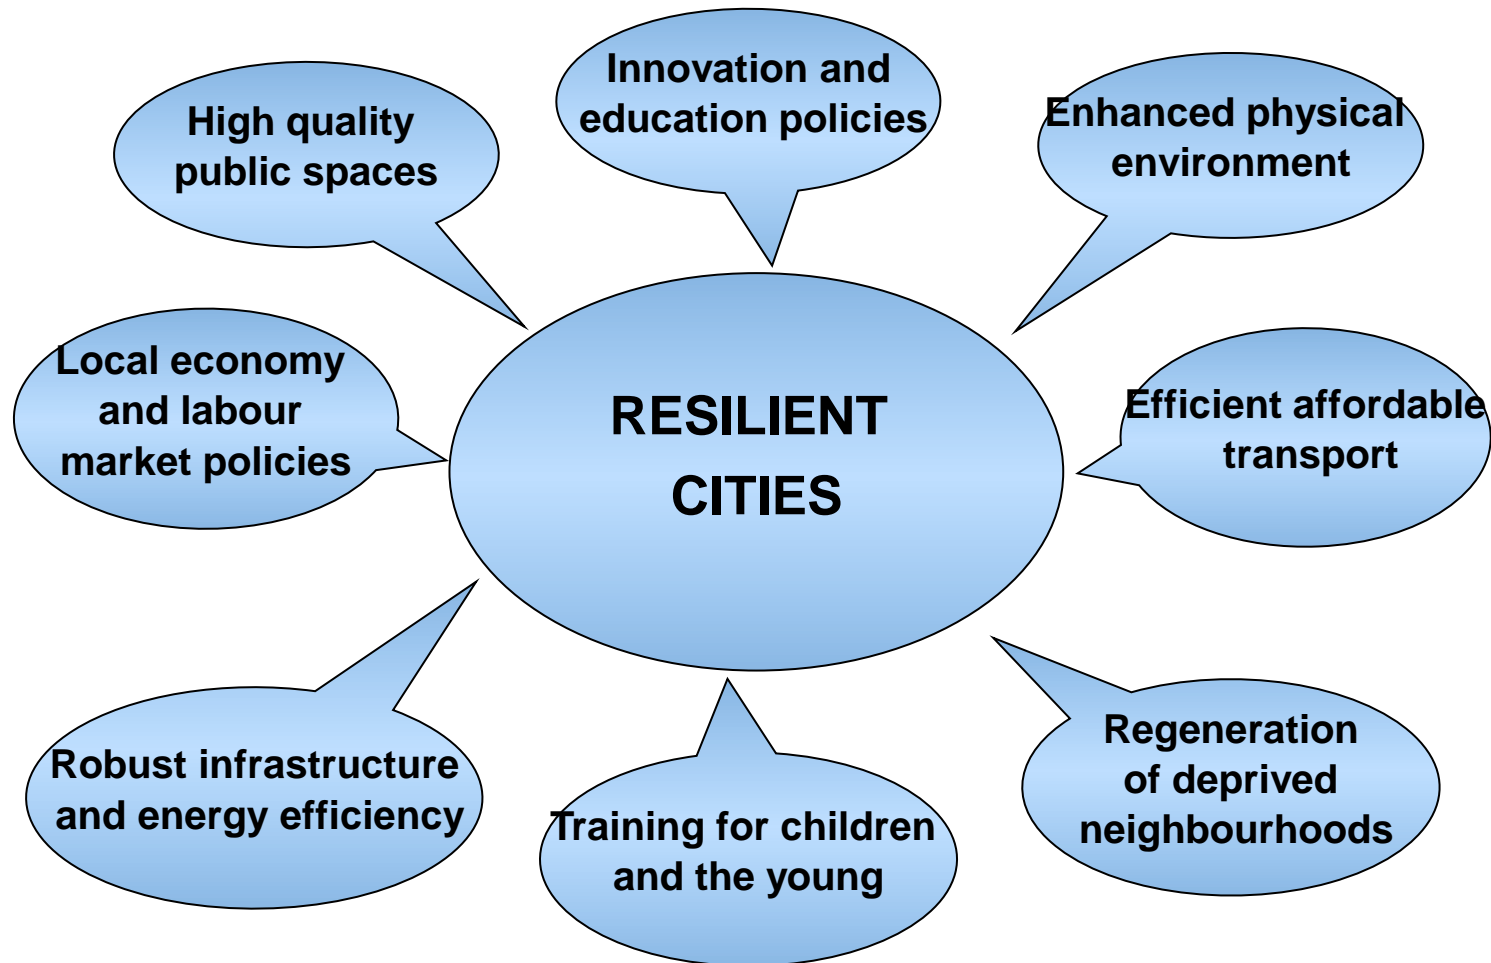 Innovation and
education policies
High quality
public spaces
Enhanced physical
environment
Local economy
and labour
market policies
RESILIENT
CITIES
Efficient affordable
transport
Robust infrastructure
and energy efficiency
Training for children
and the young
Regeneration
of deprived
neighbourhoods